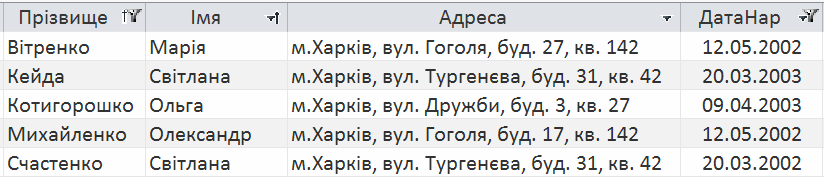 Прізвище Імя Адреса ДатаНар
Вітренко Марія м.Харків, вул. Гоголя, буд. 27, кв. 142 12.05.2002
Кейда Світлана м.Харків, вул. Тургенєва, буд. 31, кв. 42 20.03.2003
Котигорошко Ольга м.Харків, вул. Дружби, буд. 3, кв. 27 09.04.2003
Михайленко Олександр м.Харків, вул. Гоголя, буд. 17, кв. 142 12.05.2002
Счастенко Світлана м.Харків, вул. Тургенєва, буд. 31, кв. 42 20.03.2002